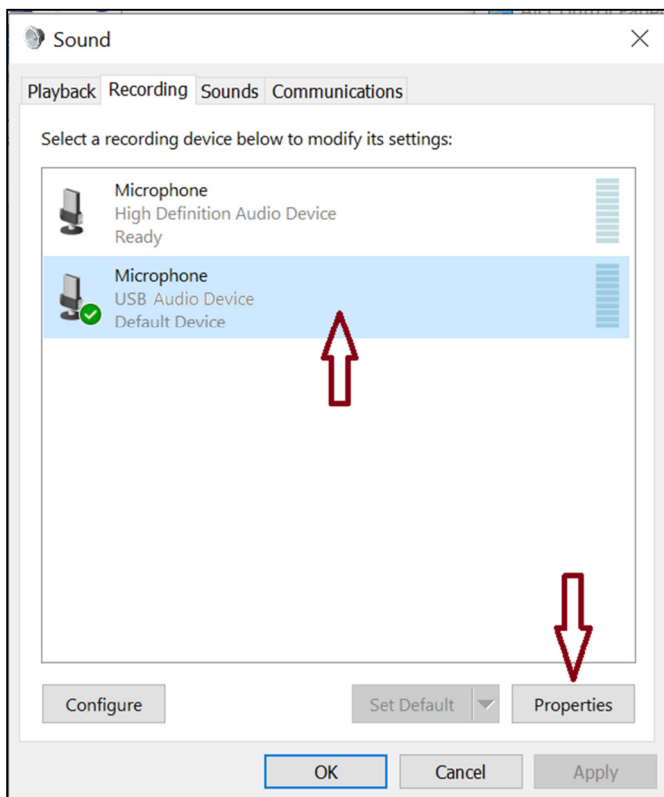 Sound
Playback Recording Sounds Communications
Select a recording device below to modify its settings:
Microphone
High Definition Audio Device
Ready
Microphone
USB Audio Device
Default Device
Configure Set Default Properties
OK Cancel Apply